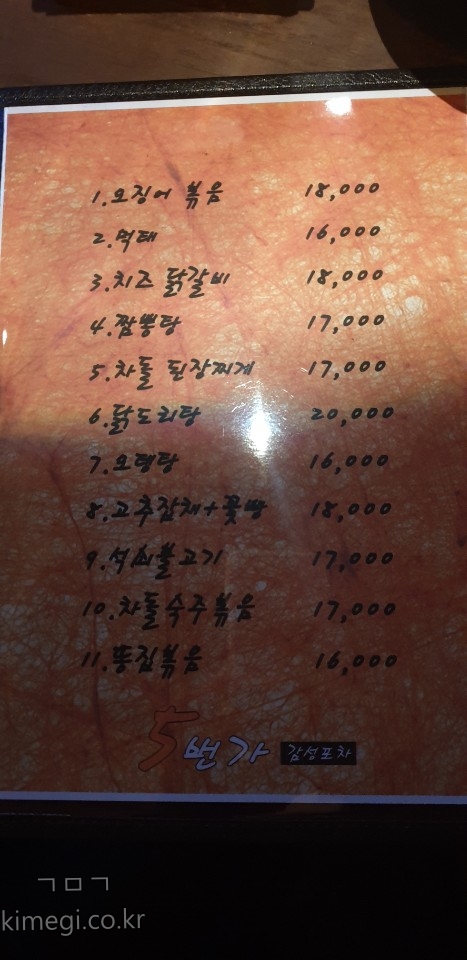 1.오징어 볶음 18,000
2.먹태 16,000
3.치즈 닭갈비 18,000
4.짬뽕탕 17,000
5.차돌 된장찌게 17,000
6.닭도리탕 20,000
7.오뎅탕 16,000
8.고추잡채+꽃빵 18,000
9.석쇠불고기 17,000
10.차돌숙주볶음 17,000
11.똥집볶음 16,000
5번가 감성포차
ㄱㅁㄱ
kimegi.co.kr